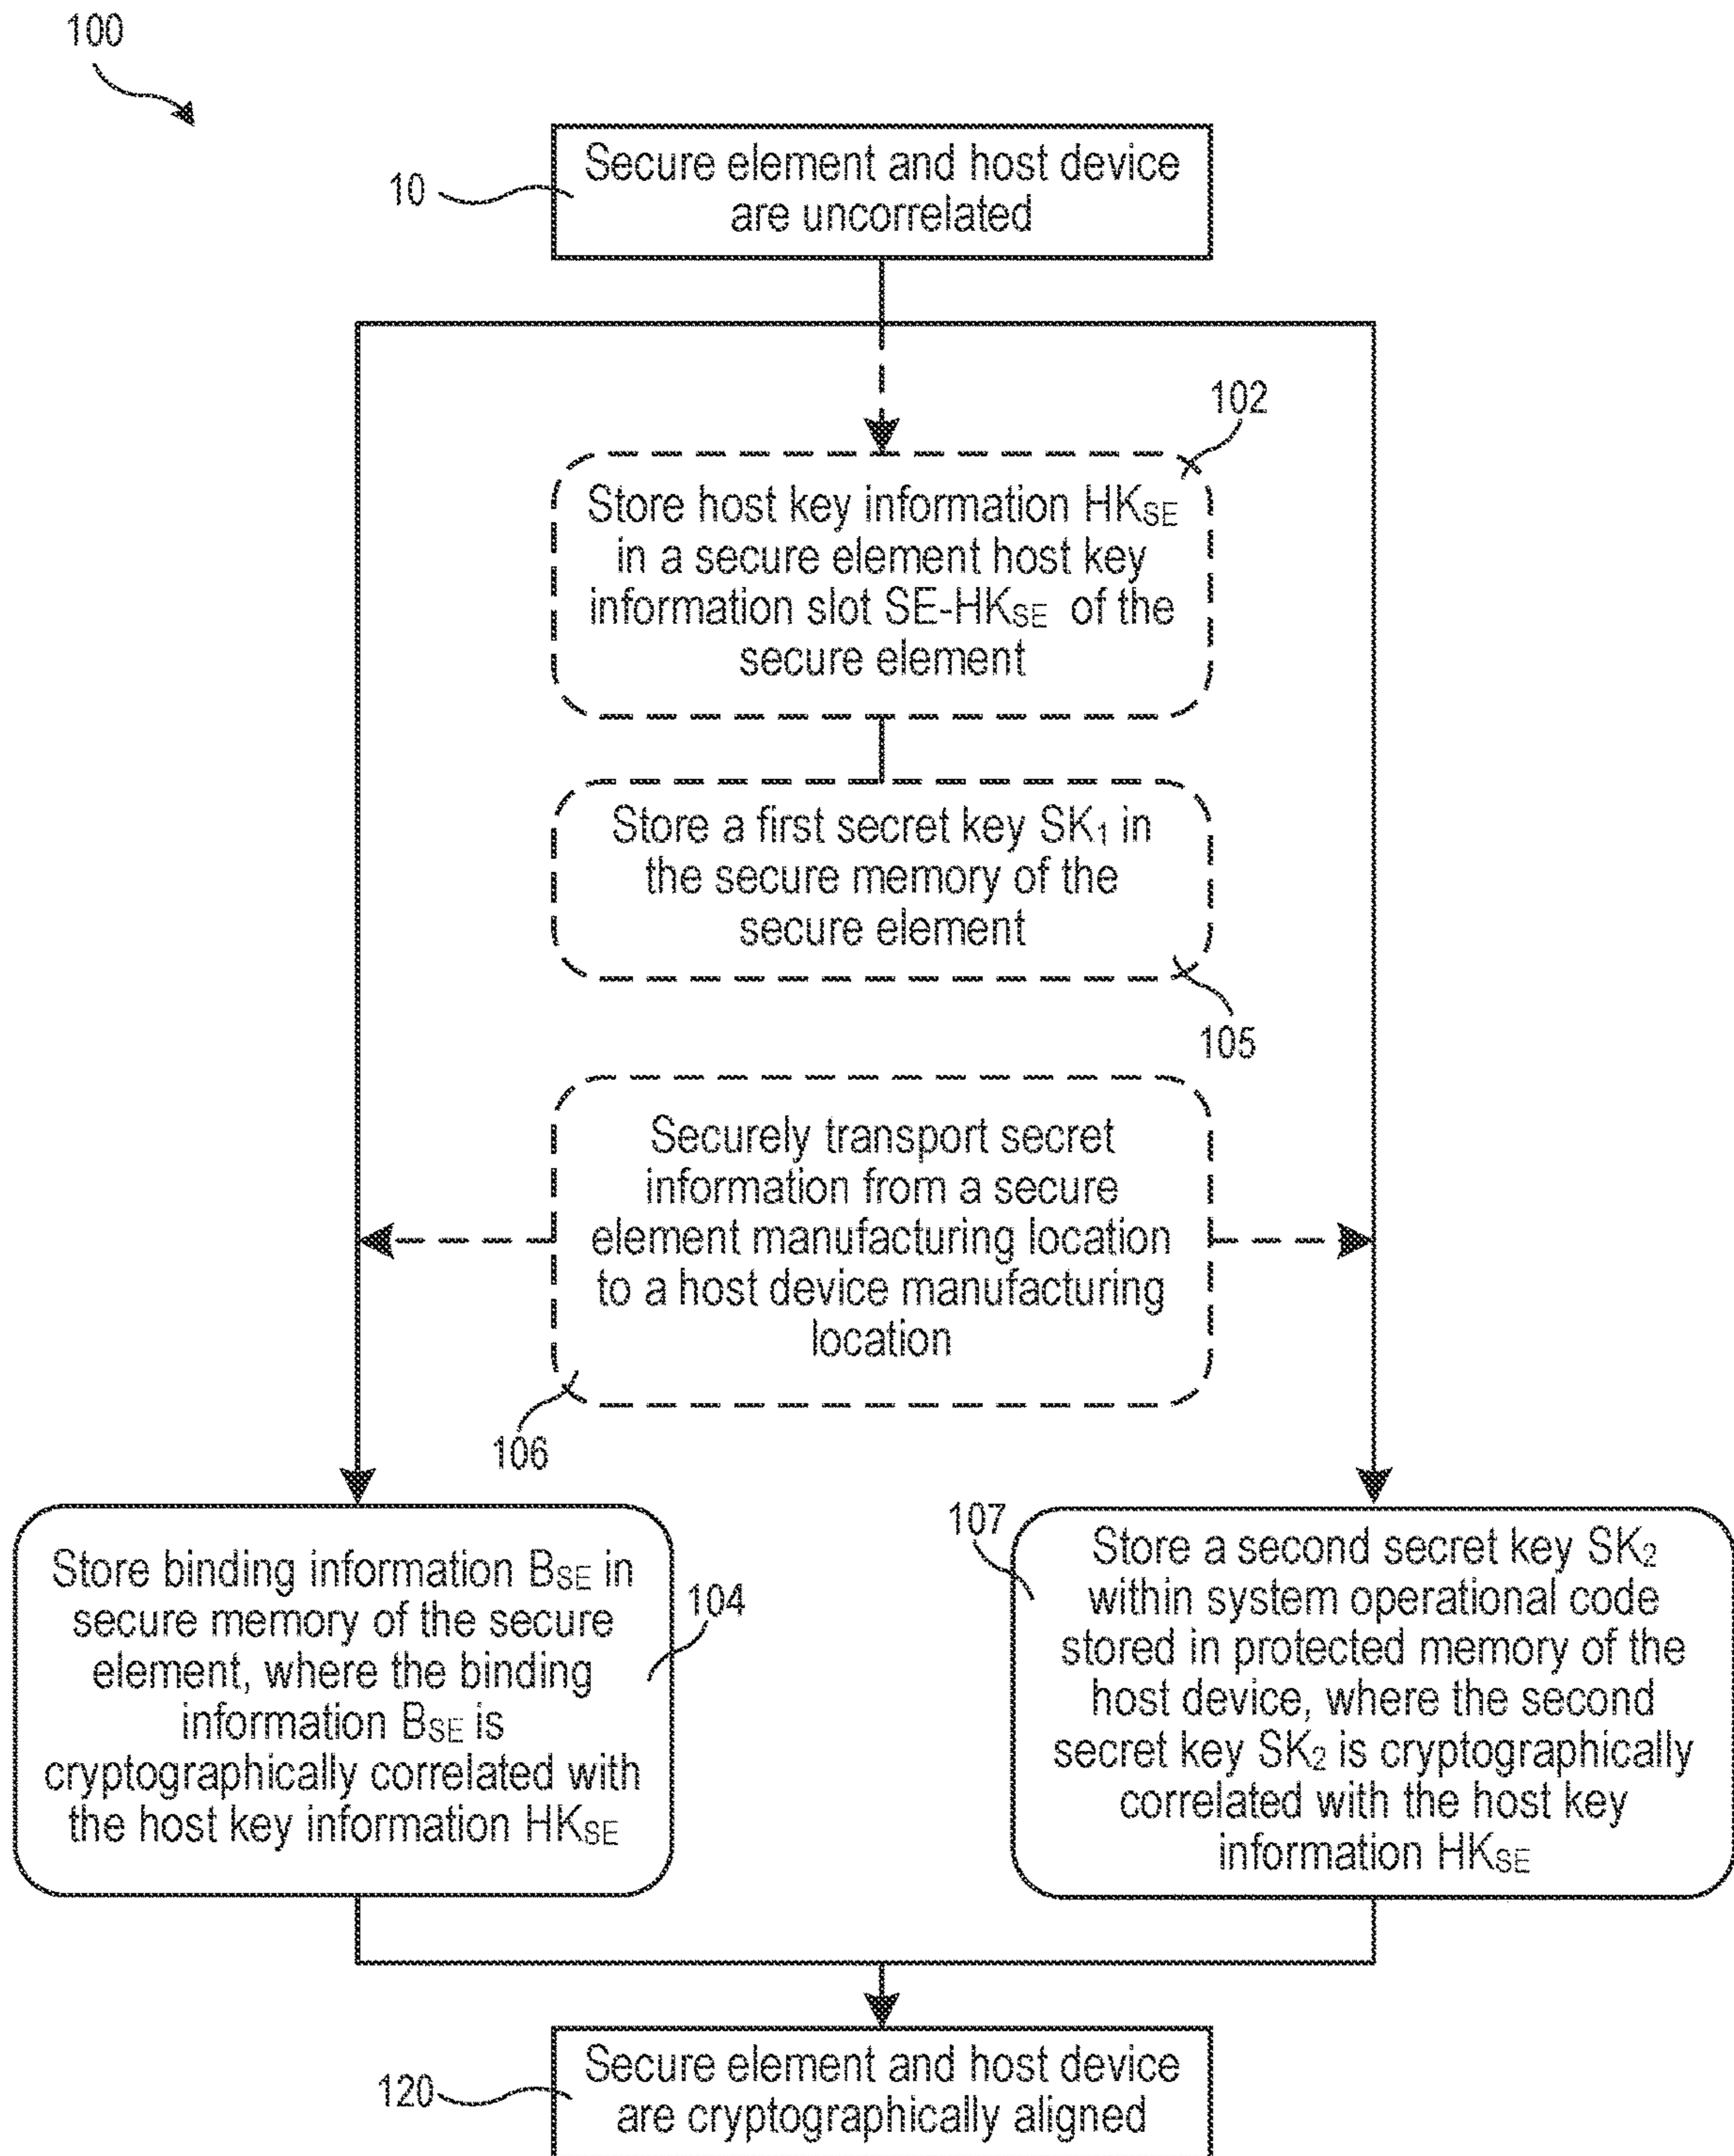 100
10
Secure element and host device
are uncorrelated
102
Store host key information HKSE
in a secure element host key
information slot SE-HKSE of the
secure element
Store a first secret key SK1 in
the secure memory of the
secure element
105
Securely transport secret
information from a secure
element manufacturing location
to a host device manufacturing
location
106
Store binding information BSE in
secure memory of the secure
element, where the binding
information BSE is
cryptographically correlated with
the host key information HKSE
104
107
Store a second secret key SK2
within system operational code
stored in protected memory of the
host device, where the second
secret key SK2 is cryptographically
correlated with the host key
information HKSE
120
Secure element and host device
are cryptographically aligned